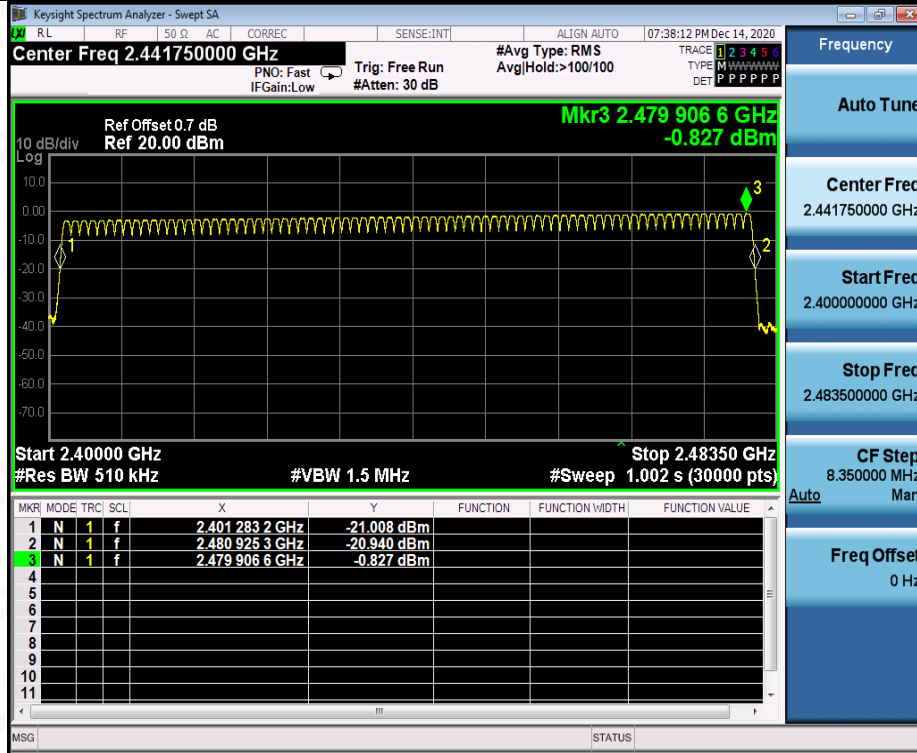 Keysight Spectrum Analyzer - Swept SA
LXI RL RF 50 Ω AC CORREC SENSE:INT ALIGN AUTO 07:38:12 PM Dec 14, 2020
Center Freq 2.441750000 GHz
PNO: Fast
IFGain:Low
Trig: Free Run
#Atten: 30 dB
#Avg Type: RMS
Avg|Hold:>100/100
TRACE 1 2 3 4 5 6
TYPE M W W W W W
DET P P P P P P
Ref Offset 0.7 dB
10 dB/div Ref 20.00 dBm
Log
Mkr3 2.479 906 6 GHz
-0.827 dBm
10.0
0.00
-10.0
-20.0
-30.0
-40.0
-50.0
-60.0
-70.0
1
2
3
Start 2.40000 GHz Stop 2.48350 GHz
#Res BW 510 kHz #VBW 1.5 MHz #Sweep 1.002 s (30000 pts)
MKR MODE TRC SCL X Y FUNCTION FUNCTION WIDTH FUNCTION VALUE
1 N 1 f 2.401 283 2 GHz -21.008 dBm
2 N 1 f 2.480 925 3 GHz -20.940 dBm
3 N 1 f 2.479 906 6 GHz -0.827 dBm
4
5
6
7
8
9
10
11
MSG STATUS
Frequency
Auto Tune
Center Freq
2.441750000 GHz
Start Freq
2.400000000 GHz
Stop Freq
2.483500000 GHz
CF Step
8.350000 MHz
Auto Man
Freq Offset
0 Hz